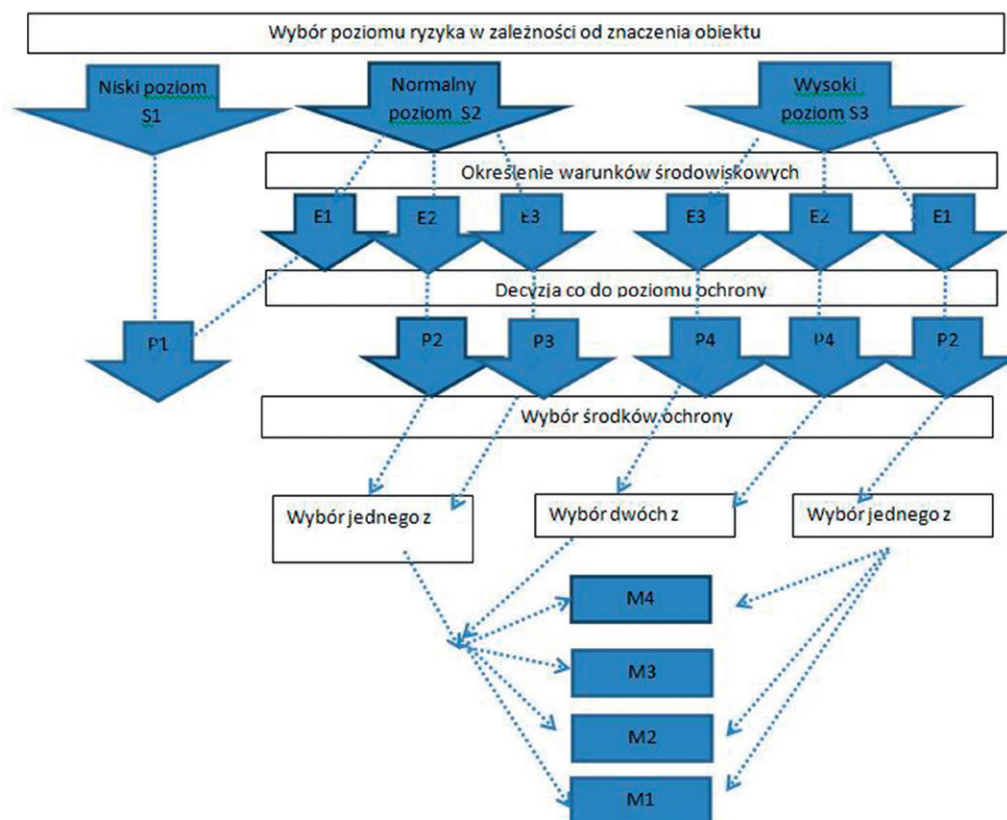 Wybór poziomu ryzyka w zależności od znaczenia obiektu
Niski poziom
S1
Normalny
poziom S2
Wysoki
poziom S3
Określenie warunków środowiskowych
E1
E2
E3
E3
E2
E1
Decyzja co do poziomu ochrony
P1
P2
P3
P4
P4
P2
Wybór środków ochrony
Wybór jednego z
Wybór dwóch z
Wybór jednego z
M4
M3
M2
M1